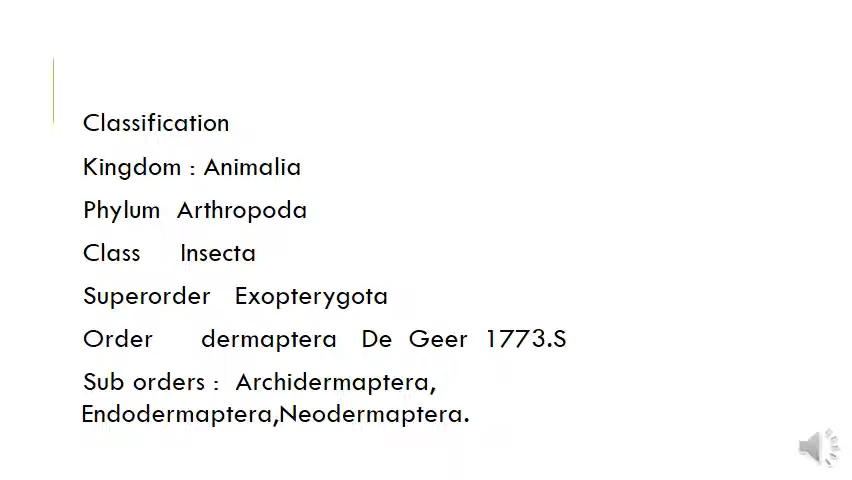 Classification
Kingdom : Animalia
Phylum Arthropoda
Class Insecta
Superorder Exopterygota
Order dermaptera De Geer 1773.S
Sub orders : Archidermaptera,
Endodermaptera,Neodermaptera.